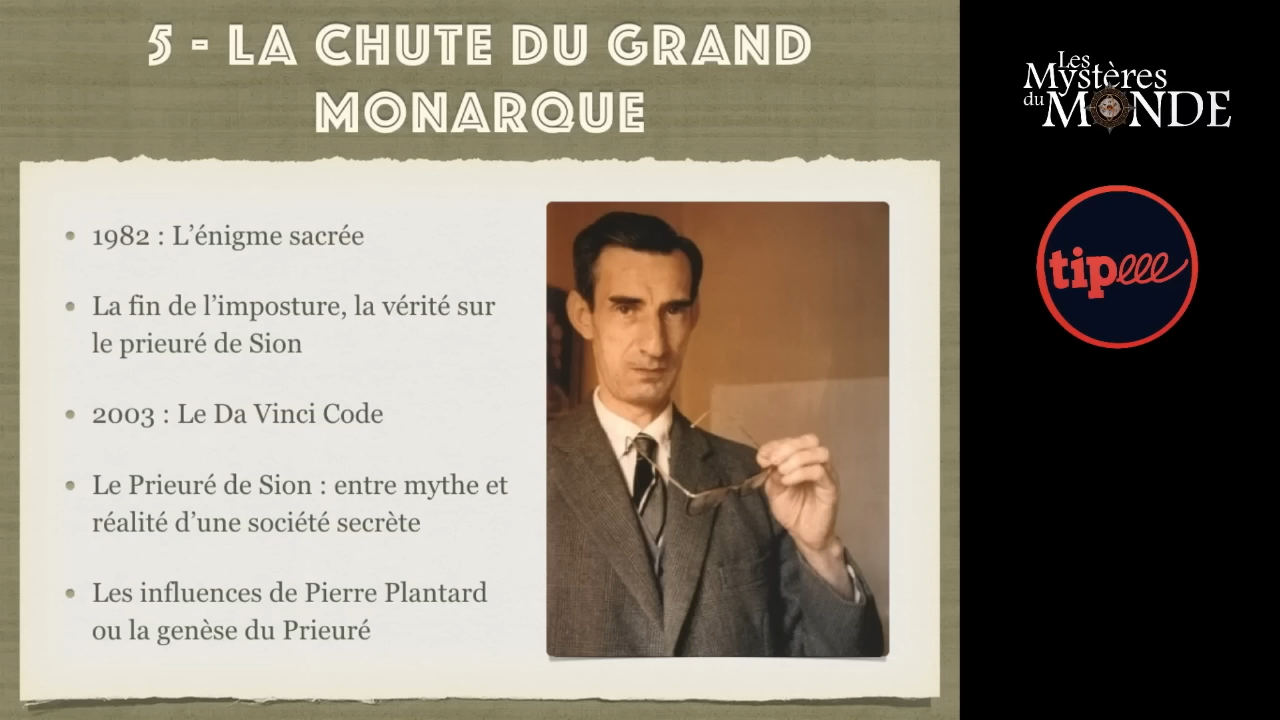 5 - LA CHUTE DU GRAND
MONARQUE
• 1982 : L’énigme sacrée
• La fin de l’imposture, la vérité sur
le prieuré de Sion
• 2003 : Le Da Vinci Code
• Le Prieuré de Sion : entre mythe et
réalité d’une société secrète
• Les influences de Pierre Plantard
ou la genèse du Prieuré
Les
Mystères
du MONDE
tipeee